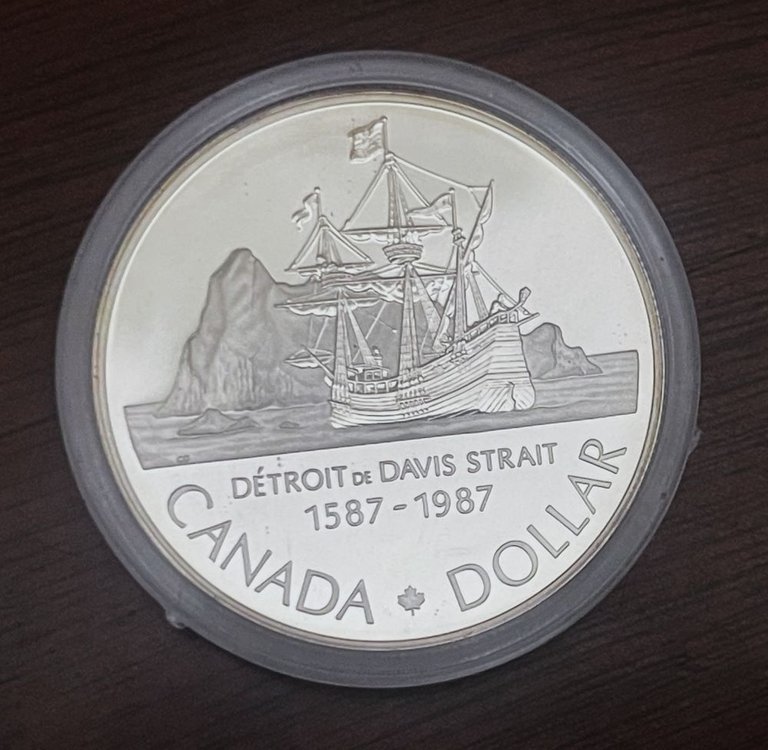 DÉTROIT DE DAVIS STRAIT
1587-1987
CANADA DOLLAR